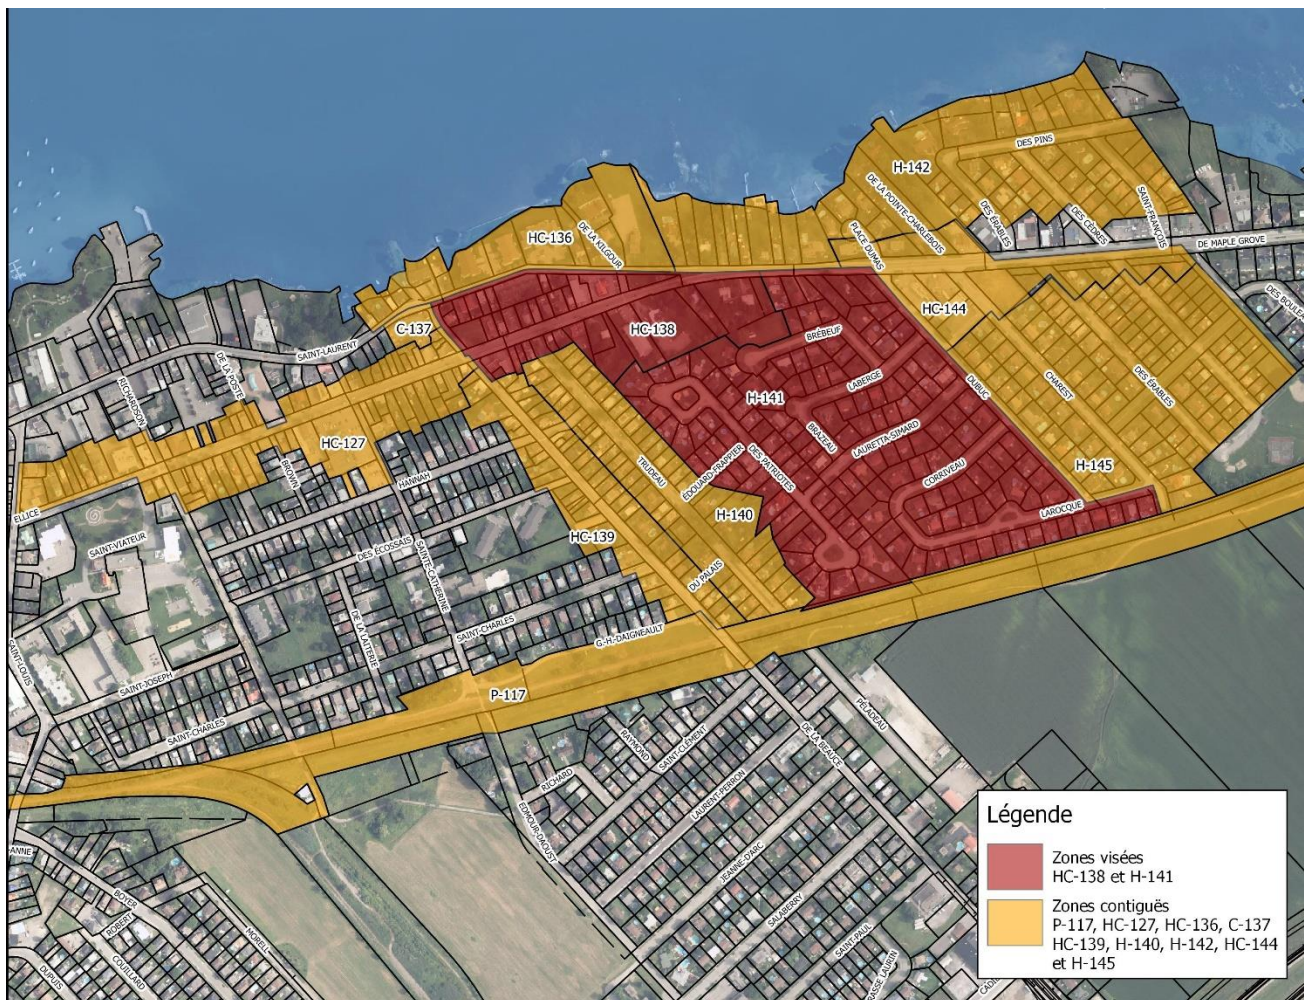 DES PINS
H-142
DE LA POINTE-CHARLEBOIS
DES ÉRABLES
DES CÈDRES
SAINT-FRANÇOIS
DE MAPLE GROVE
HC-136
DE LA KILGOUR
PLACE DUMAS
HC-144
C-137
HC-138
BRÉBEUF
SAINT-LAURENT
DE LA POSTE
RICHARDSON
LABERGE
DUBUC
CHAREST
DES ÉRABLES
H-141
BRAZEAU
LAURETTA-SIMARD
HC-127
BROWN
HANNAH
TRUDEAU
ÉDOUARD-FRAPPIER
DES PATRIOTES
CORRIVEAU
H-145
LAROCQUE
ELLICE
SAINT-VIATEUR
DES ÉCOSSAIS
SAINTE-CATHERINE
HC-139
H-140
DU PALAIS
DE LA LAITERIE
SAINT-CHARLES
G.-H.-DAIGNEAULT
SAINT-LOUIS
SAINT-JOSEPH
SAINT-CHARLES
P-117
PÉLADEAU
DE LA BEAUCE
RAYMOND
SAINT-CLÉMENT
RICHARD
LAURENT-PERRON
EDMOUR-DAOUST
JEANNE-D'ARC
SALABERRY
SAINT-PAUL
ANNE
BOYER
ROBERT
COUILLARD
MORELL
DUPUIS
Légende
Zones visées
HC-138 et H-141
Zones contiguës
P-117, HC-127, HC-136, C-137
HC-139, H-140, H-142, HC-144
et H-145